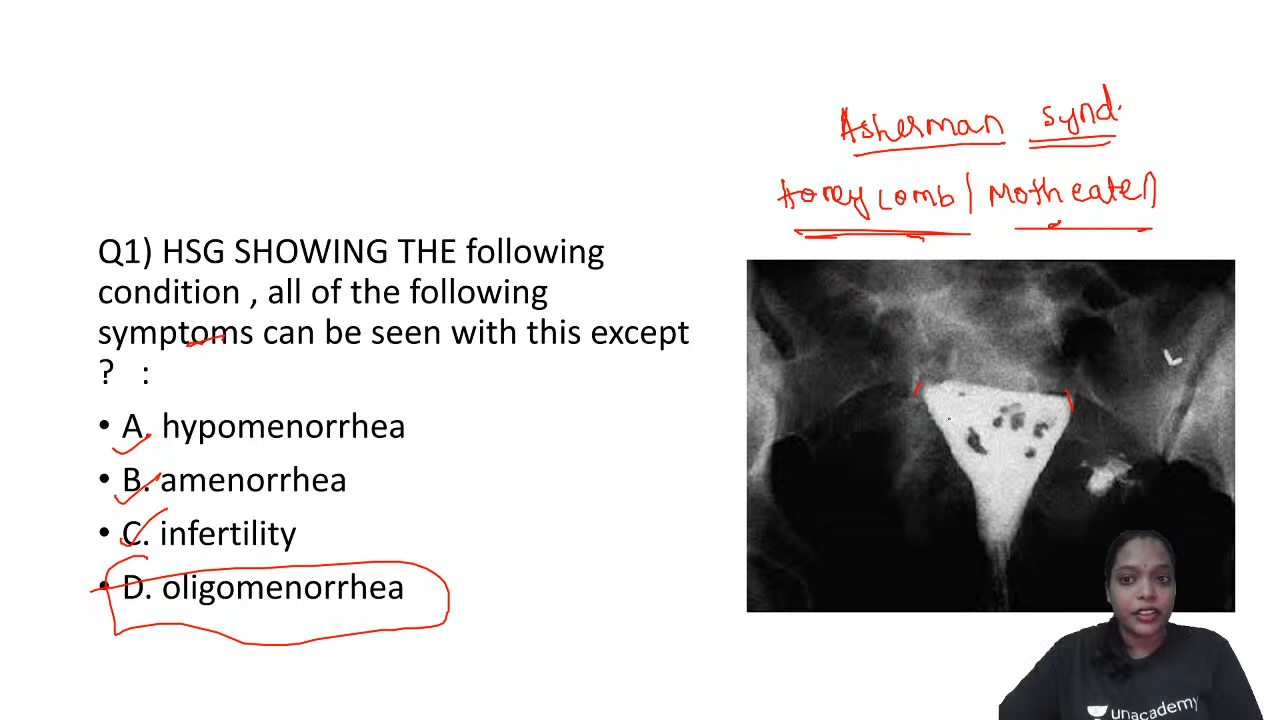 Asherman synd.
Honey comb | Moth eaten
Q1) HSG SHOWING THE following
condition , all of the following
symptoms can be seen with this except
? :
• A. hypomenorrhea
• B. amenorrhea
• C. infertility
• D. oligomenorrhea
unacademy